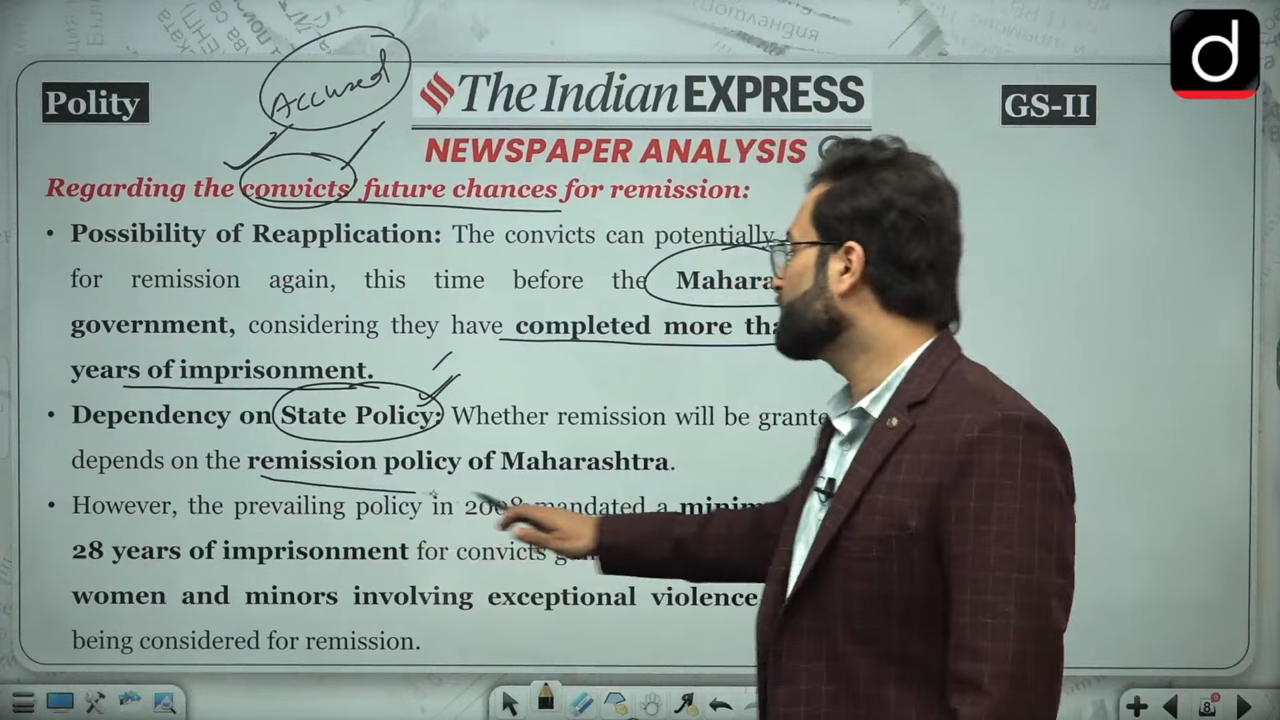 Accused
d
Polity
The Indian EXPRESS
GS-II
NEWSPAPER ANALYSIS
Regarding the convicts future chances for remission:
• Possibility of Reapplication: The convicts can potentially
for remission again, this time before the
government, considering they have completed more
years of imprisonment.
• Dependency on State Policy: Whether remission will be
depends on the remission policy of Maharashtra.
• However, the prevailing policy in 2008 mandated a
28 years of imprisonment for convicts
women and minors involving exceptional violence
being considered for remission.
8